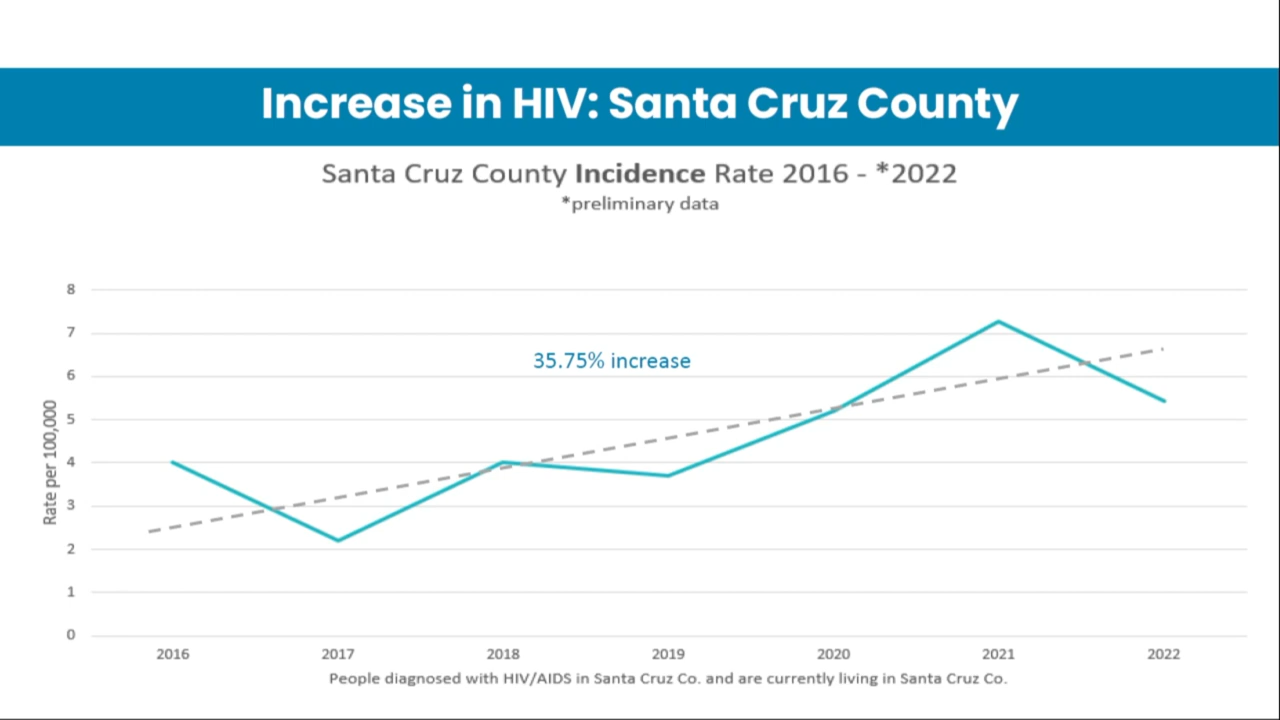 Increase in HIV: Santa Cruz County
Santa Cruz County Incidence Rate 2016 - *2022
*preliminary data
8
7
35.75% increase
6
5
4
3
2
1
0
Rate per 100,000
2016 2017 2018 2019 2020 2021 2022
People diagnosed with HIV/AIDS in Santa Cruz Co. and are currently living in Santa Cruz Co.